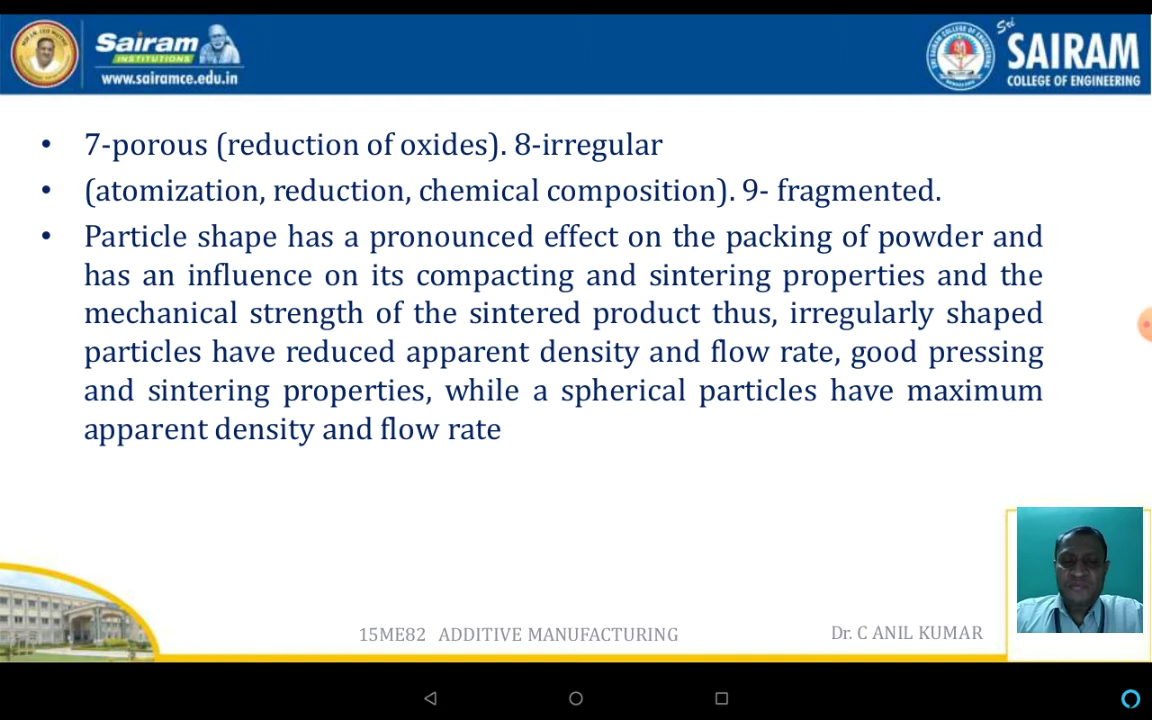 Sairam
INSTITUTIONS
www.sairamce.edu.in
Sri
SAIRAM
COLLEGE OF ENGINEERING
• 7-porous (reduction of oxides). 8-irregular
• (atomization, reduction, chemical composition). 9- fragmented.
• Particle shape has a pronounced effect on the packing of powder and
has an influence on its compacting and sintering properties and the
mechanical strength of the sintered product thus, irregularly shaped
particles have reduced apparent density and flow rate, good pressing
and sintering properties, while a spherical particles have maximum
apparent density and flow rate
15ME82 ADDITIVE MANUFACTURING
Dr. C ANIL KUMAR